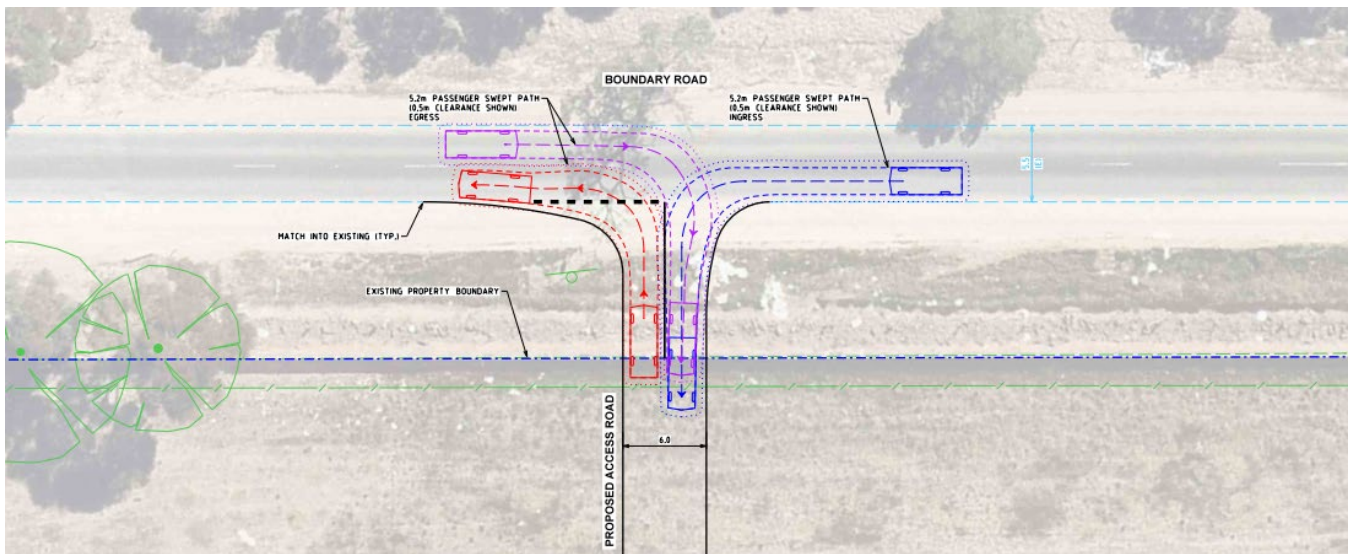 BOUNDARY ROAD
5.2m PASSENGER SWEPT PATH
(0.5m CLEARANCE SHOWN)
EGRESS
5.2m PASSENGER SWEPT PATH
(0.5m CLEARANCE SHOWN)
INGRESS
MATCH INTO EXISTING (TYP.)
EXISTING PROPERTY BOUNDARY
6.0
PROPOSED ACCESS ROAD